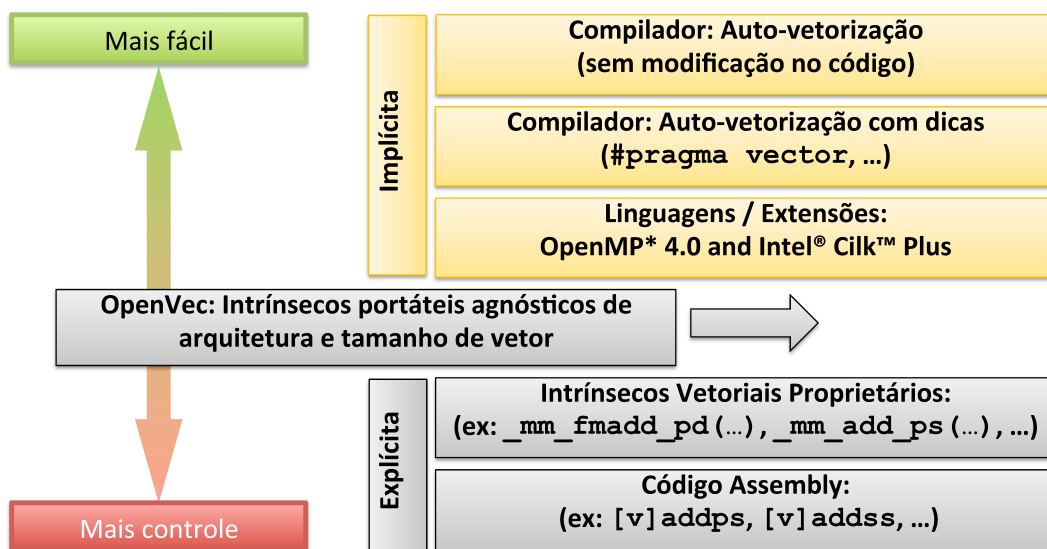 Mais fácil
Implícita
Compilador: Auto-vetorização
(sem modificação no código)
Compilador: Auto-vetorização com dicas
(#pragma vector, …)
Linguagens / Extensões:
OpenMP* 4.0 and Intel® Cilk™ Plus
OpenVec: Intrínsecos portáteis agnósticos de
arquitetura e tamanho de vetor
Explícita
Intrínsecos Vetoriais Proprietários:
(ex: _mm_fmadd_pd(…), _mm_add_ps(…), …)
Código Assembly:
(ex: [v]addps, [v]addss, …)
Mais controle